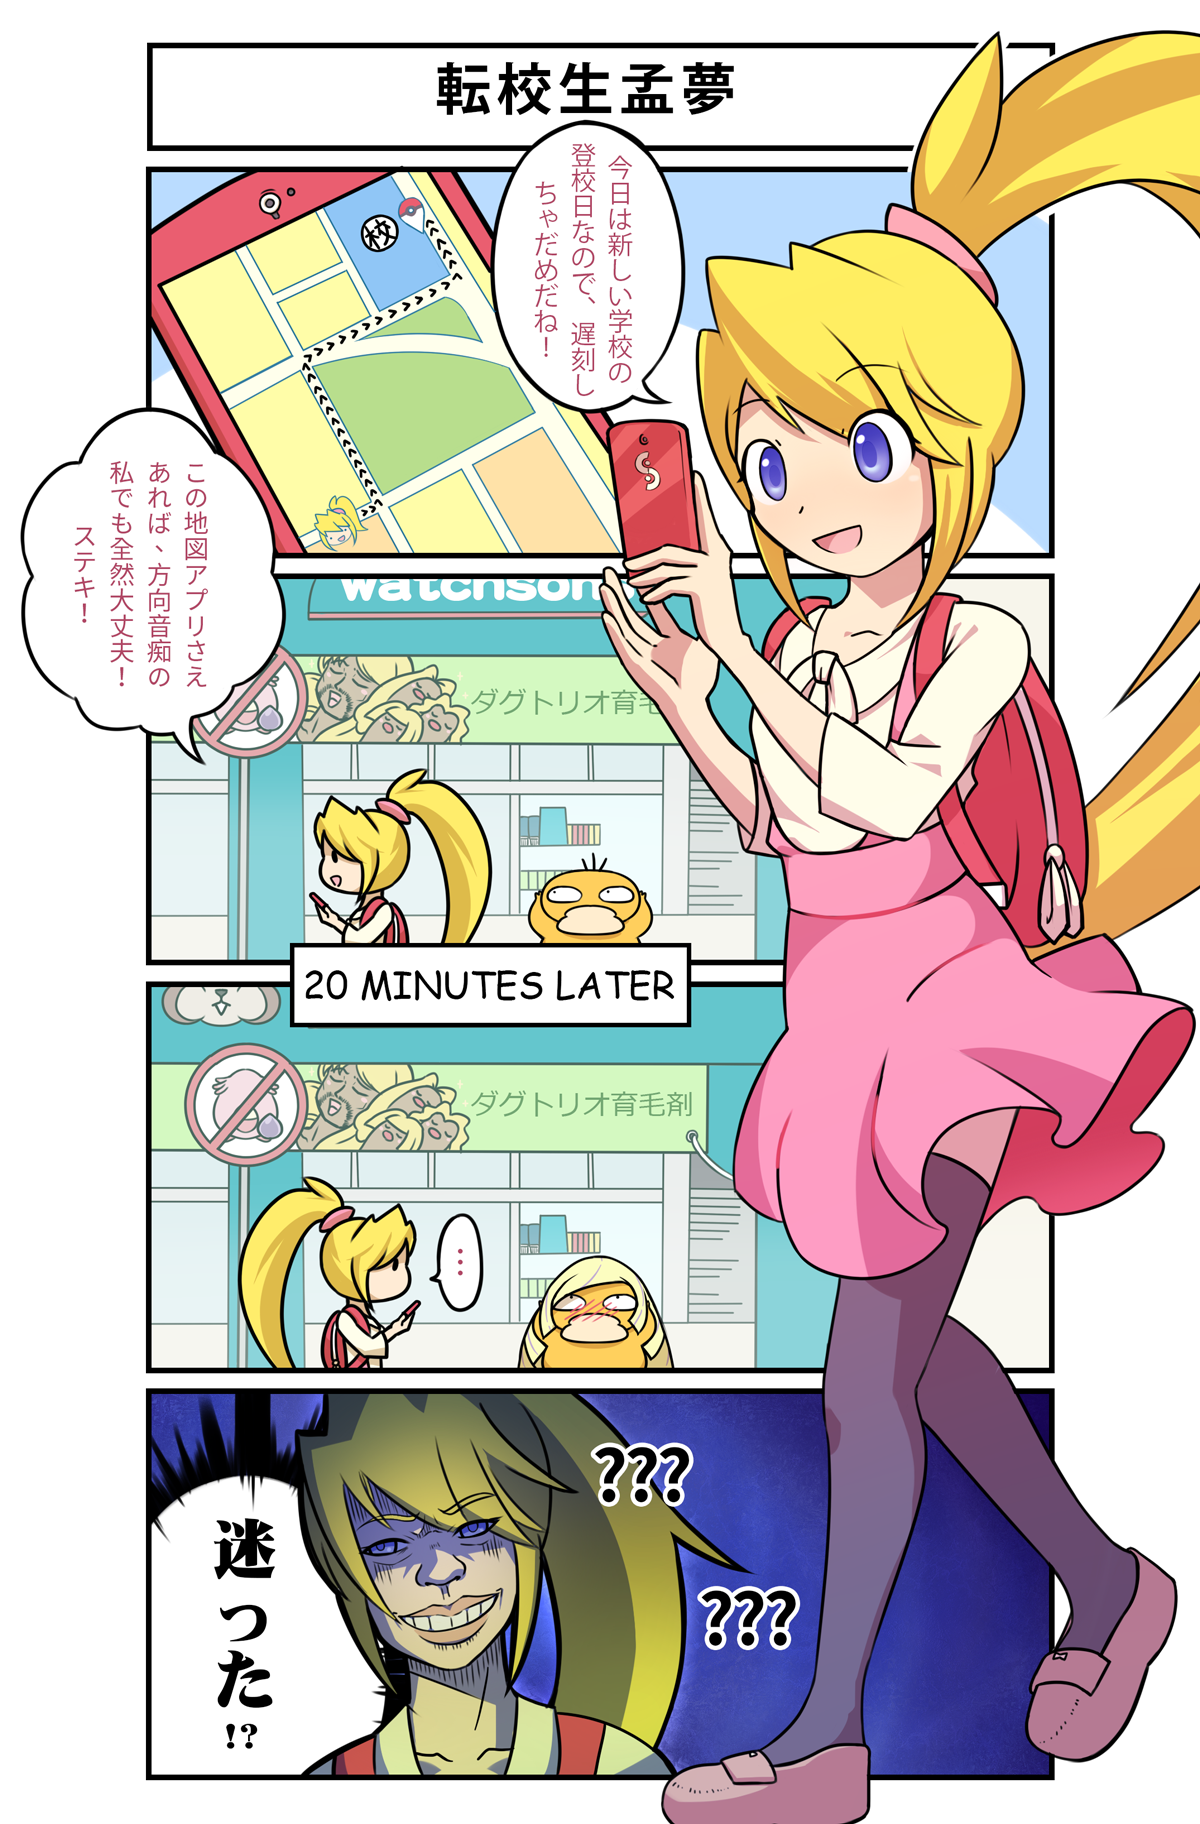 転校生孟夢
今日は新しい学校の
登校日なので、遅刻し
ちゃだめだね！
校
この地図アプリさえ
あれば、方向音痴の
私でも全然大丈夫！
ステキ！
watchson
ダグトリオ育毛
20 MINUTES LATER
ダグトリオ育毛剤
…
???
???
迷った
!?